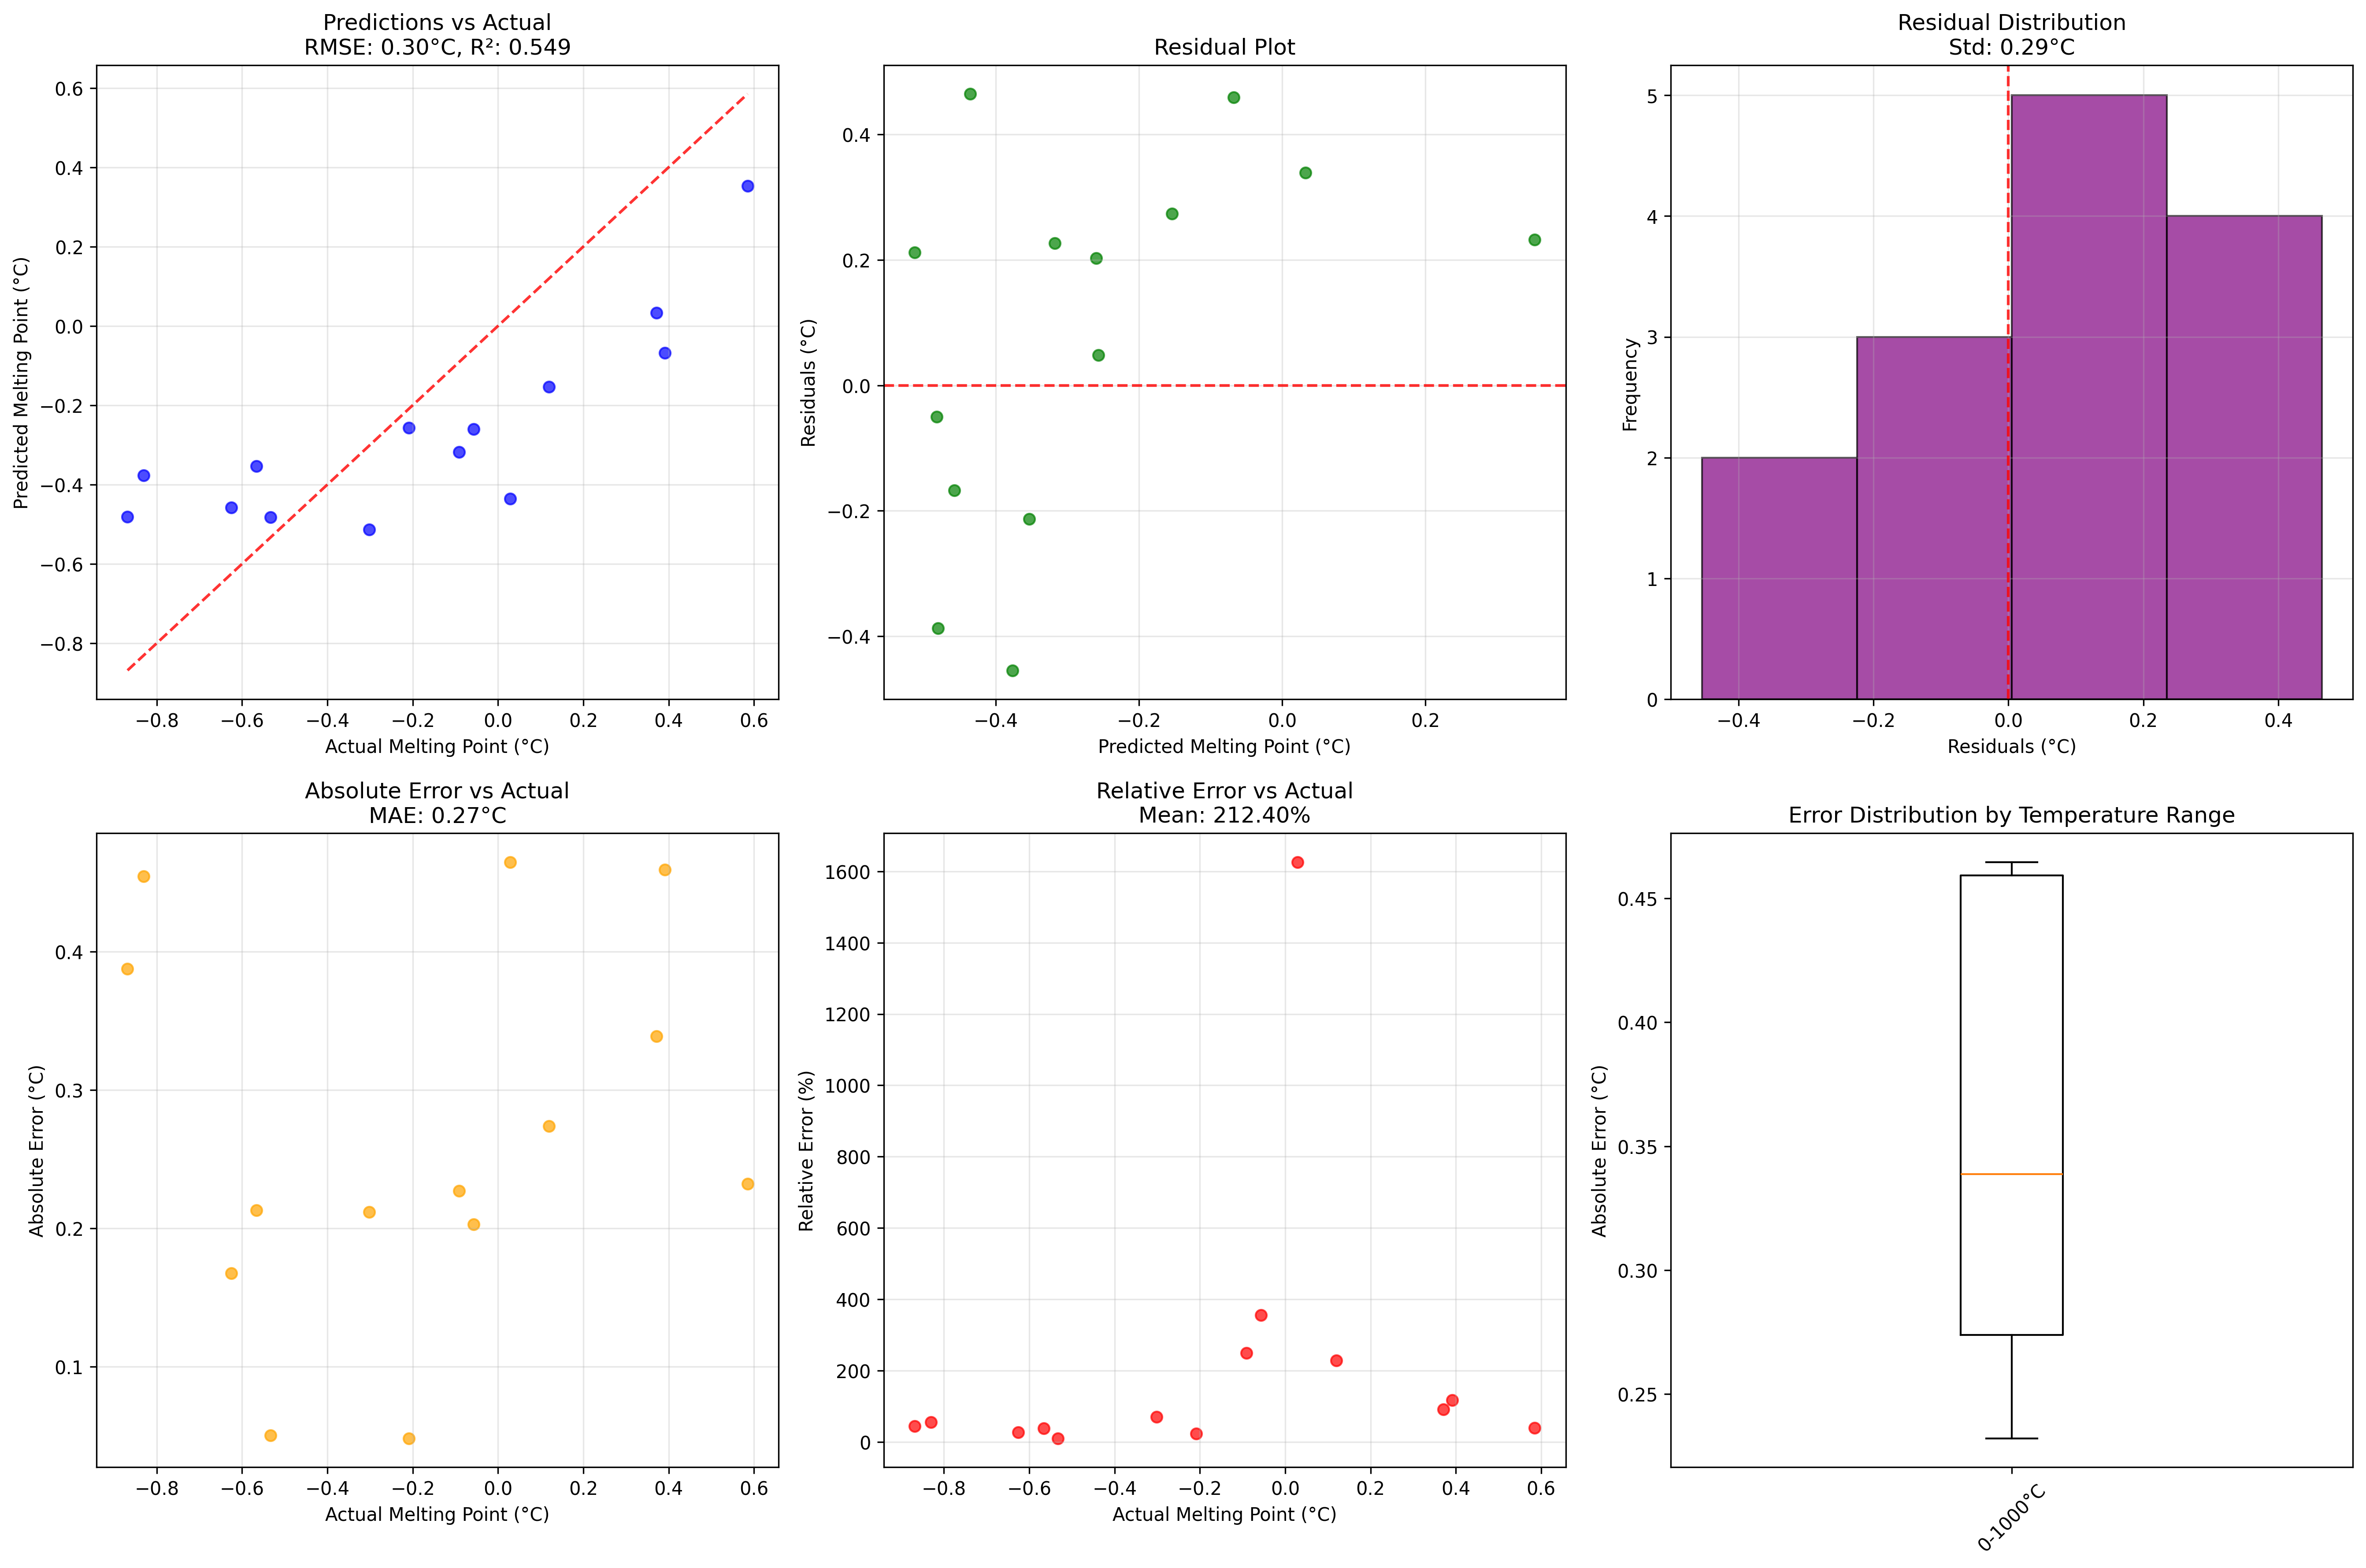 Predictions vs Actual
RMSE: 0.30°C, R²: 0.549
Predicted Melting Point (°C)
0.6
0.4
0.2
0.0
−0.2
−0.4
−0.6
−0.8
−0.8 −0.6 −0.4 −0.2 0.0 0.2 0.4 0.6
Actual Melting Point (°C)
Residual Plot
Residuals (°C)
0.4
0.2
0.0
−0.2
−0.4
−0.4 −0.2 0.0 0.2
Predicted Melting Point (°C)
Residual Distribution
Std: 0.29°C
Frequency
5
4
3
2
1
0
−0.4 −0.2 0.0 0.2 0.4
Residuals (°C)
Absolute Error vs Actual
MAE: 0.27°C
Absolute Error (°C)
0.4
0.3
0.2
0.1
−0.8 −0.6 −0.4 −0.2 0.0 0.2 0.4 0.6
Actual Melting Point (°C)
Relative Error vs Actual
Mean: 212.40%
Relative Error (%)
1600
1400
1200
1000
800
600
400
200
0
−0.8 −0.6 −0.4 −0.2 0.0 0.2 0.4 0.6
Actual Melting Point (°C)
Error Distribution by Temperature Range
Absolute Error (°C)
0.45
0.40
0.35
0.30
0.25
0-1000°C